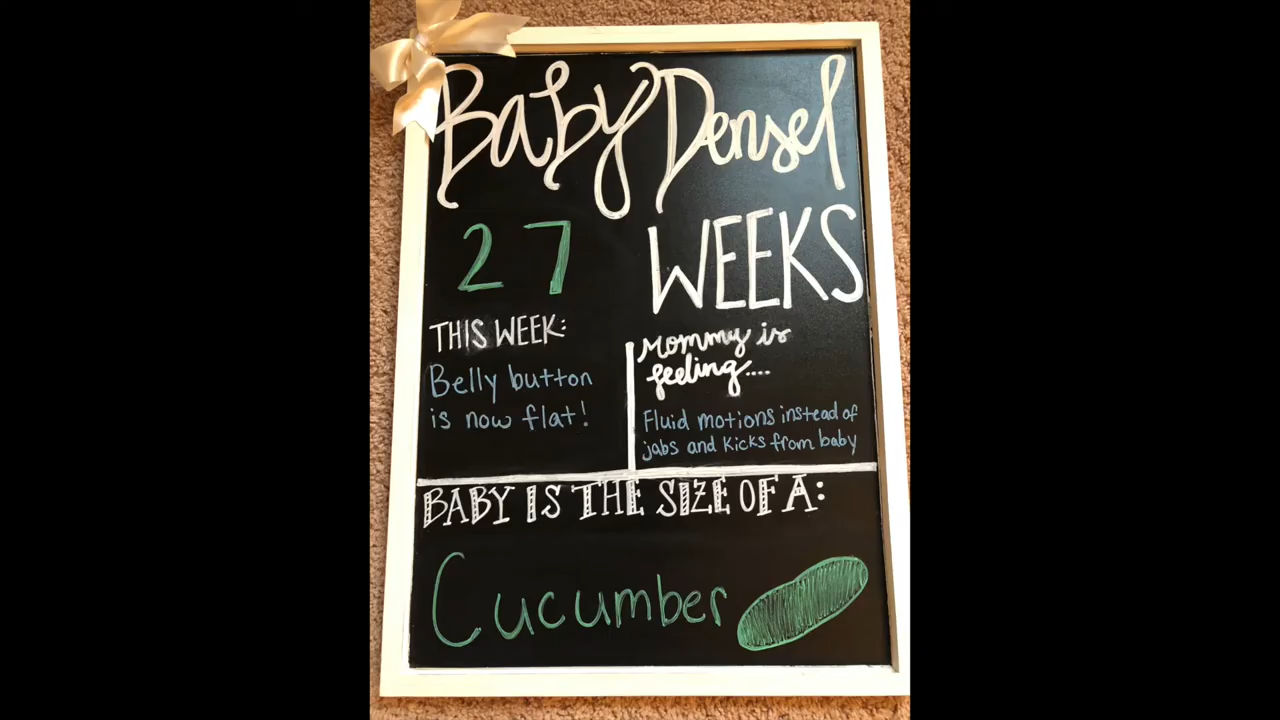 Baby Densel
27 WEEKS
THIS WEEK:
Belly button
is now flat!
Mommy is
feeling....
Fluid motions instead of
jabs and kicks from baby
BABY IS THE SIZE OF A:
Cucumber